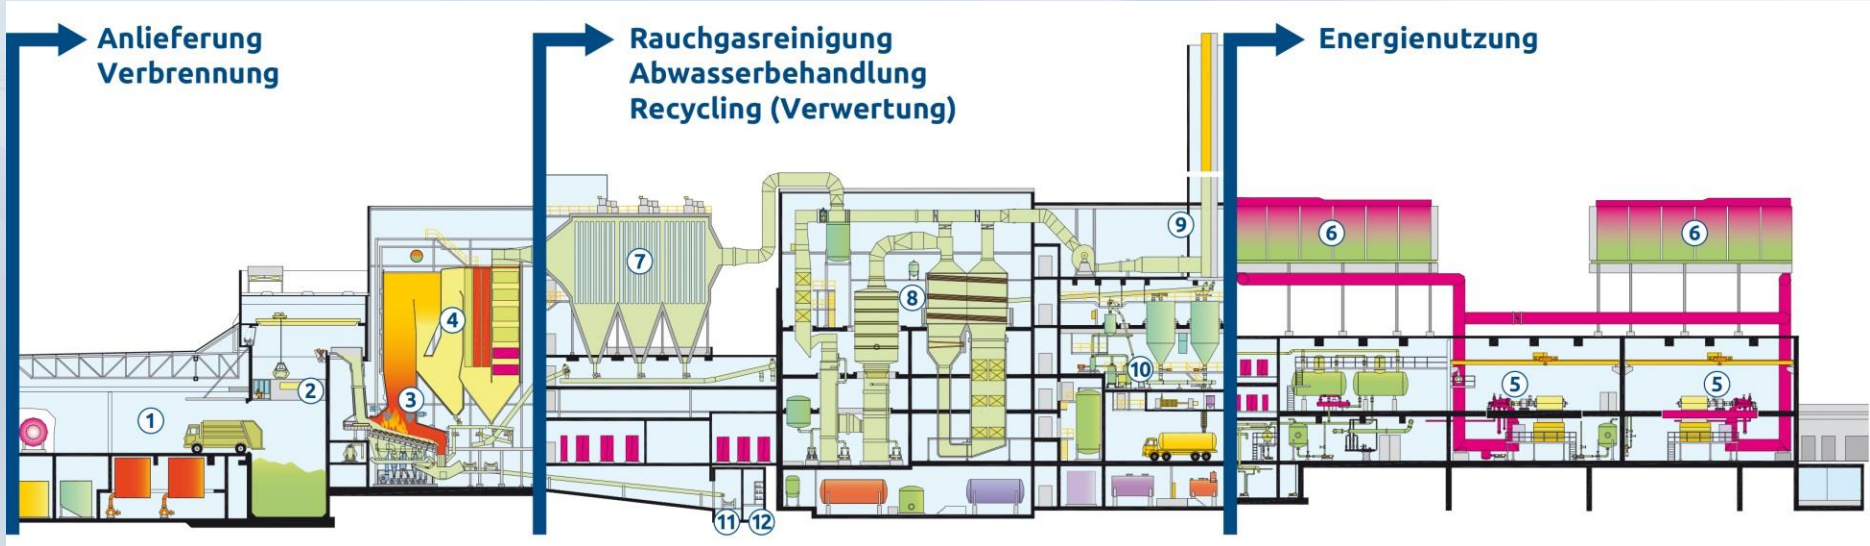 Anlieferung
Verbrennung
Rauchgasreinigung
Abwasserbehandlung
Recycling (Verwertung)
Energienutzung
1
2
3
4
7
8
9
10
11
12
6
6
5
5